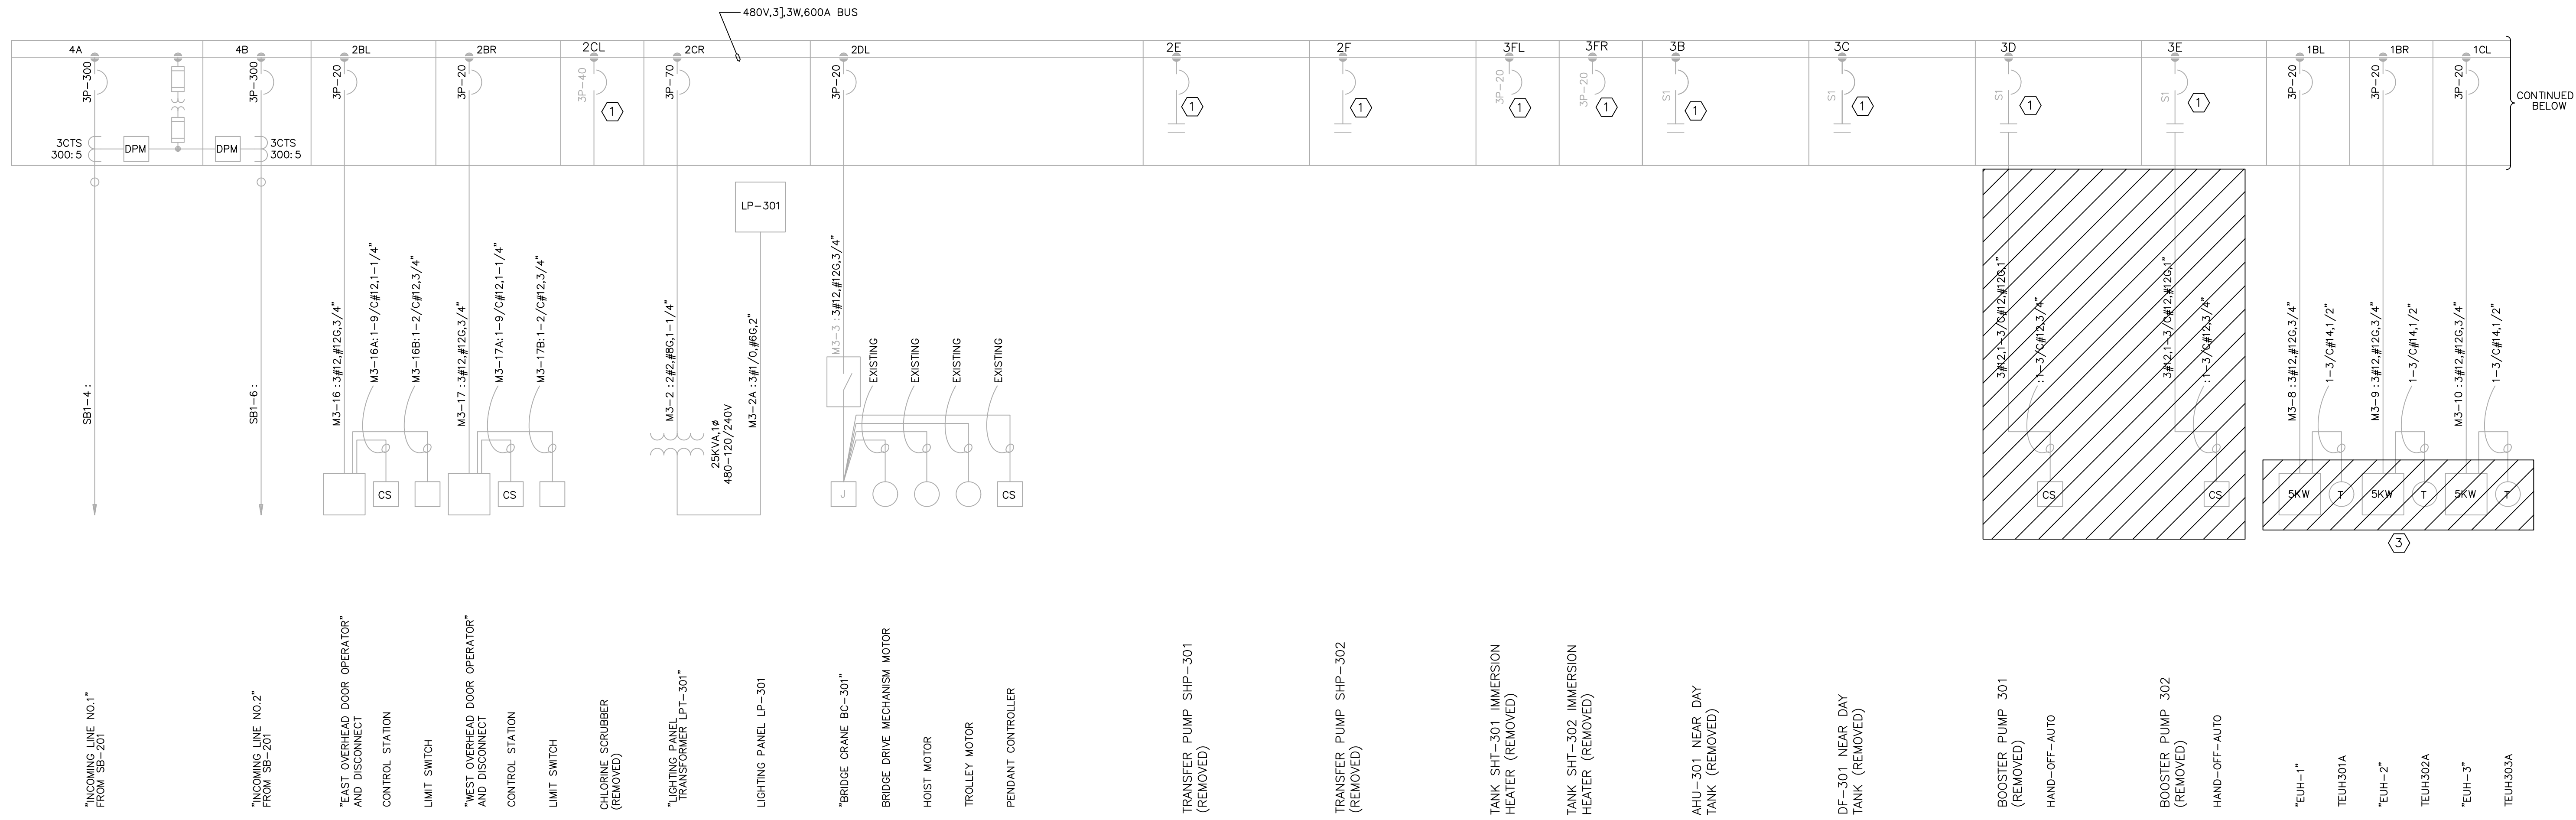 480V,3],3W,600A BUS
4A
4B
2BL
2BR
2CL
2CR
2DL
2E
2F
3FL
3FR
3B
3C
3D
3E
1BL
1BR
1CL
3P-300
3P-300
3P-20
3P-20
3P-40
3P-70
3P-20
3P-20
3P-20
S1
S1
S1
S1
3P-20
3P-20
3P-20
1
1
1
1
1
1
1
1
1
CONTINUED
BELOW
3CTS
300:5
DPM
DPM
3CTS
300:5
LP-301
SB1-4 :
SB1-6 :
M3-16 :3#12,#12G,3/4"
M3-16A:1-9/C#12,1-1/4"
M3-16B:1-2/C#12,3/4"
M3-17 :3#12,#12G,3/4"
M3-17A:1-9/C#12,1-1/4"
M3-17B:1-2/C#12,3/4"
M3-2 :2#2,#8G,1-1/4"
25KVA,1ø
480-120/240V
M3-2A :3#1/0,#6G,2"
M3-3 :3#12,#12G,3/4"
EXISTING
EXISTING
EXISTING
EXISTING
3#12,1-3/C#12,#12G,1"
:1-3/C#12,3/4"
3#12,1-3/C#12,#12G,1"
:1-3/C#12,3/4"
M3-8 :3#12,#12G,3/4"
1-3/C#14,1/2"
M3-9 :3#12,#12G,3/4"
1-3/C#14,1/2"
M3-10 :3#12,#12G,3/4"
1-3/C#14,1/2"
CS
CS
J
CS
CS
CS
5KW
T
5KW
T
5KW
T
3
"INCOMING LINE NO.1"
FROM SB-201
"INCOMING LINE NO.2"
FROM SB-201
"EAST OVERHEAD DOOR OPERATOR"
AND DISCONNECT
CONTROL STATION
LIMIT SWITCH
"WEST OVERHEAD DOOR OPERATOR"
AND DISCONNECT
CONTROL STATION
LIMIT SWITCH
CHLORINE SCRUBBER
(REMOVED)
"LIGHTING PANEL
TRANSFORMER LPT-301"
LIGHTING PANEL LP-301
"BRIDGE CRANE BC-301"
BRIDGE DRIVE MECHANISM MOTOR
HOIST MOTOR
TROLLEY MOTOR
PENDANT CONTROLLER
TRANSFER PUMP SHP-301
(REMOVED)
TRANSFER PUMP SHP-302
(REMOVED)
TANK SHT-301 IMMERSION
HEATER (REMOVED)
TANK SHT-302 IMMERSION
HEATER (REMOVED)
AHU-301 NEAR DAY
TANK (REMOVED)
DF-301 NEAR DAY
TANK (REMOVED)
BOOSTER PUMP 301
(REMOVED)
HAND-OFF-AUTO
BOOSTER PUMP 302
(REMOVED)
HAND-OFF-AUTO
"EUH-1"
TEUH301A
"EUH-2"
TEUH302A
"EUH-3"
TEUH303A